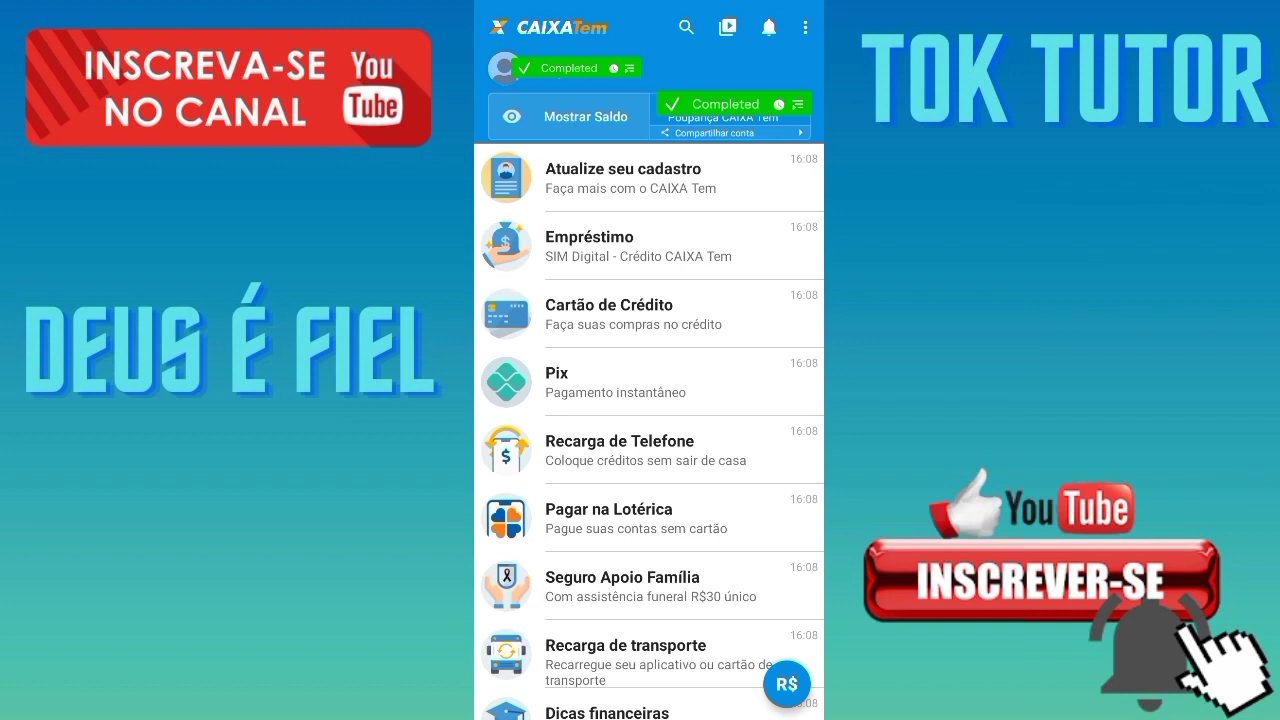 INSCREVA-SE
NO CANAL
You
Tube
DEUS É FIEL
CAIXATem
Completed
Mostrar Saldo
Completed
Poupança CAIXA Tem
Compartilhar conta
Atualize seu cadastro
16:08
Faça mais com o CAIXA Tem
Empréstimo
16:08
SIM Digital - Crédito CAIXA Tem
Cartão de Crédito
16:08
Faça suas compras no crédito
Pix
16:08
Pagamento instantâneo
Recarga de Telefone
16:08
Coloque créditos sem sair de casa
Pagar na Lotérica
16:08
Pague suas contas sem cartão
Seguro Apoio Família
16:08
Com assistência funeral R$30 único
Recarga de transporte
16:08
Recarregue seu aplicativo ou cartão de
transporte
R$
Dicas financeiras
TOK TUTOR
YouTube
INSCREVER-SE